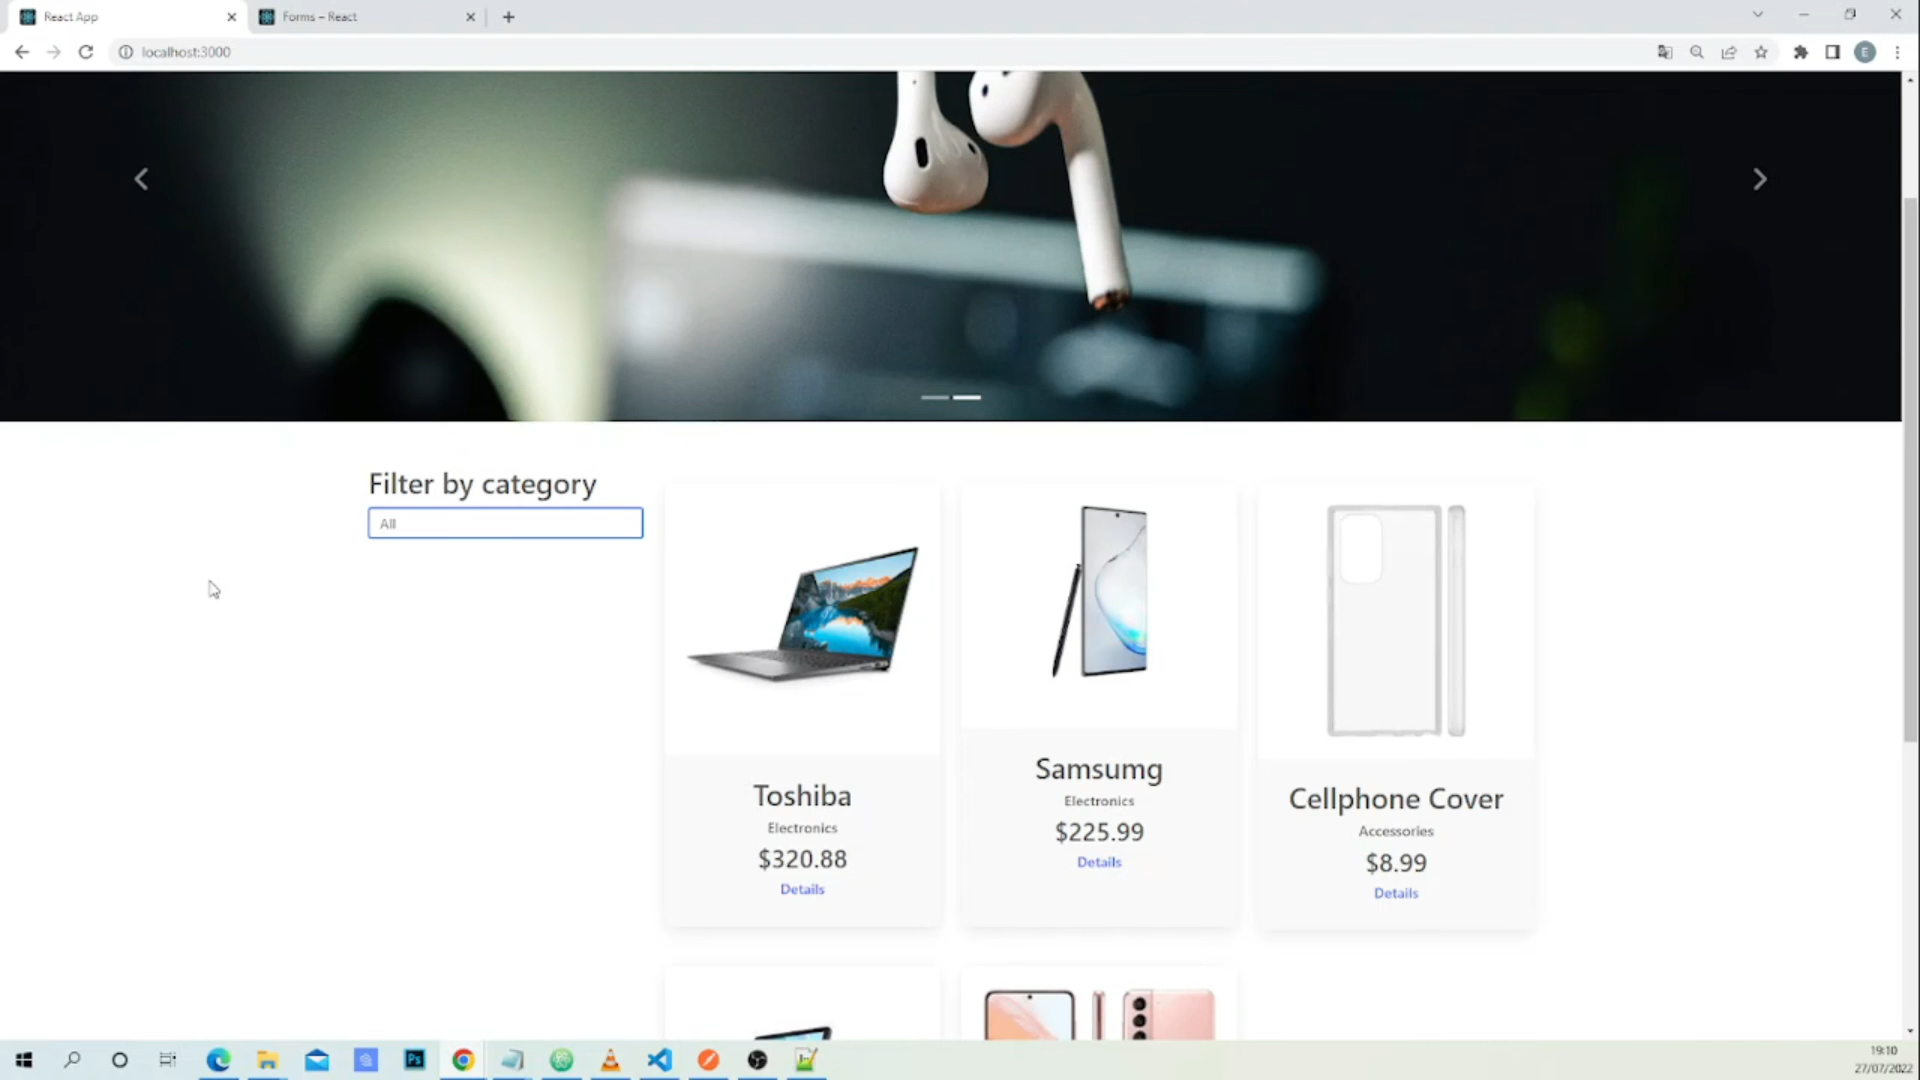 React App
Forms – React
localhost:3000
E
Filter by category
All
Toshiba
Electronics
$320.88
Details
Samsumg
Electronics
$225.99
Details
Cellphone Cover
Accessories
$8.99
Details
Ps
19:10
27/07/2022